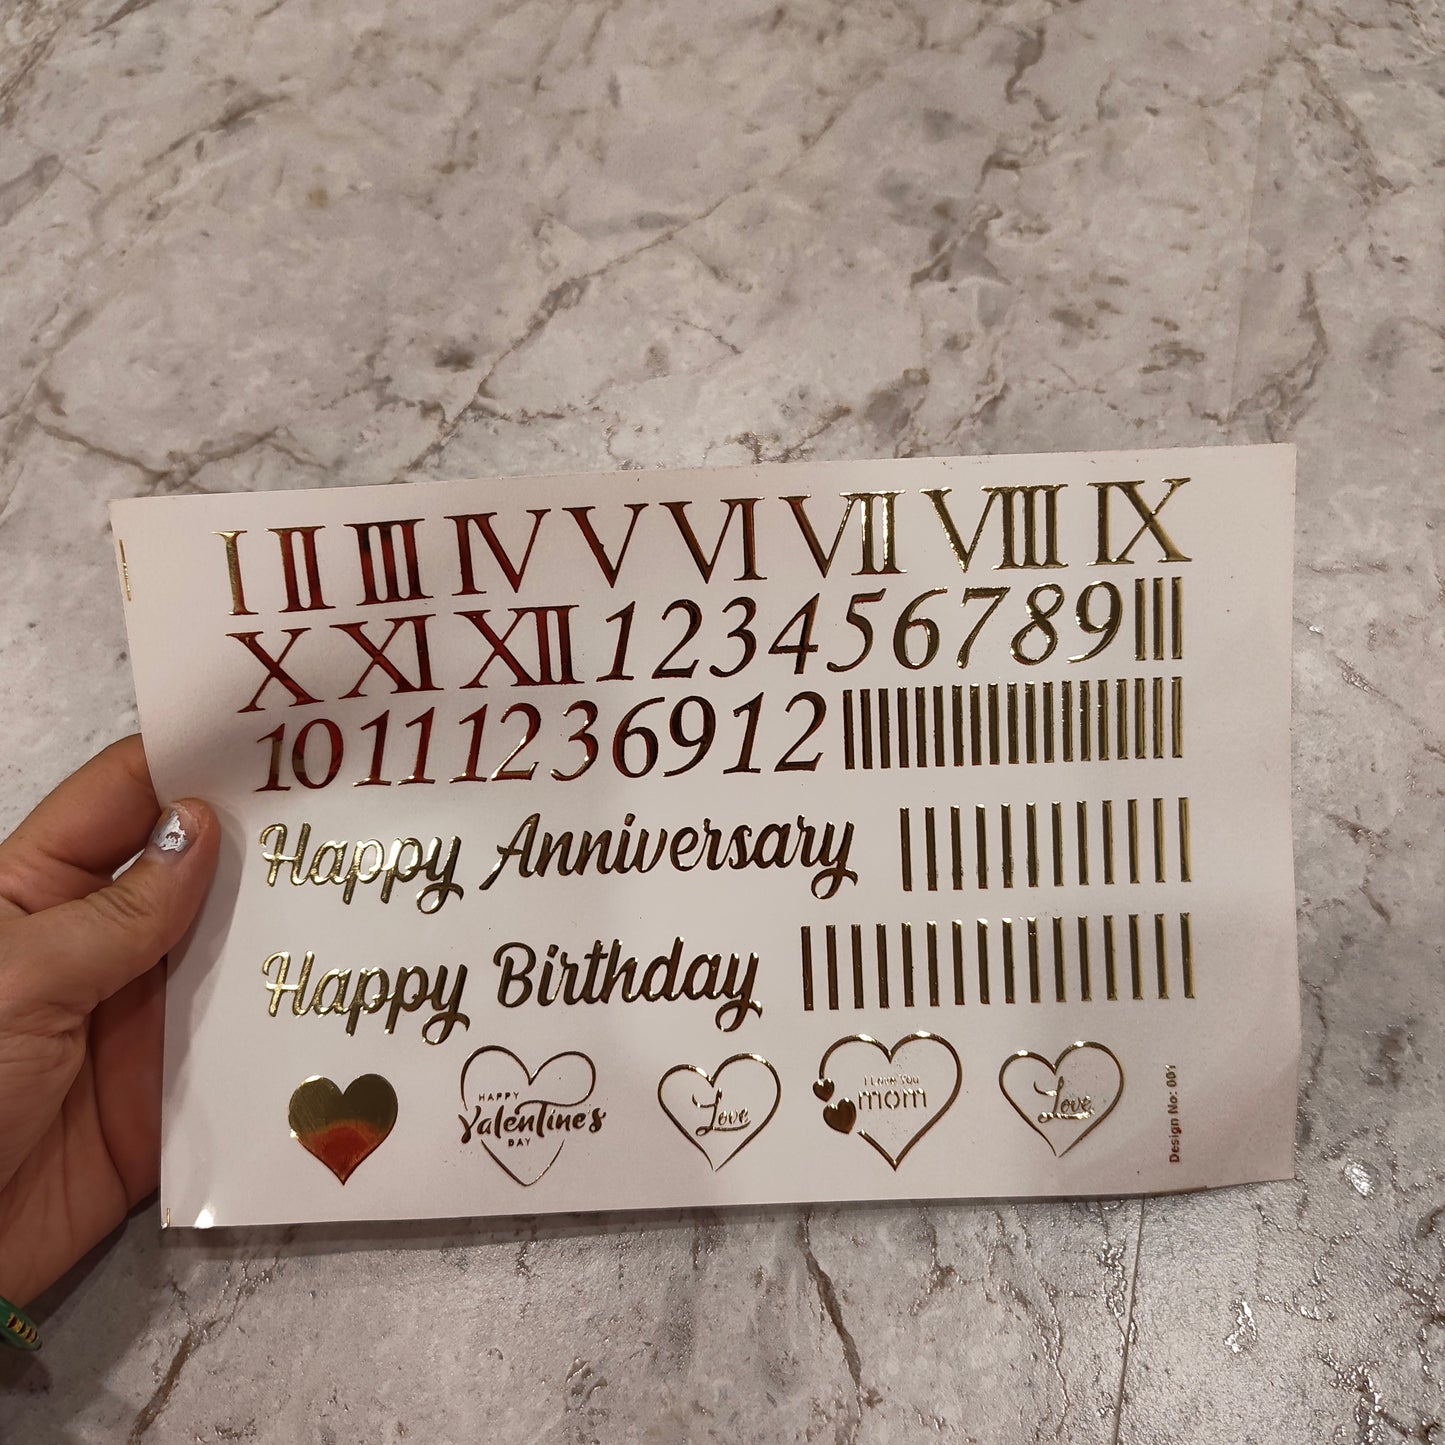 I II III IV V VI VII VIII IX
X XI XII 1 2 3 4 5 6 7 8 9
10 11 12 3 6 9 12
Happy Anniversary
Happy Birthday
HAPPY
Valentine's
DAY
Love
I Love You
mom
Love
Design No: 001